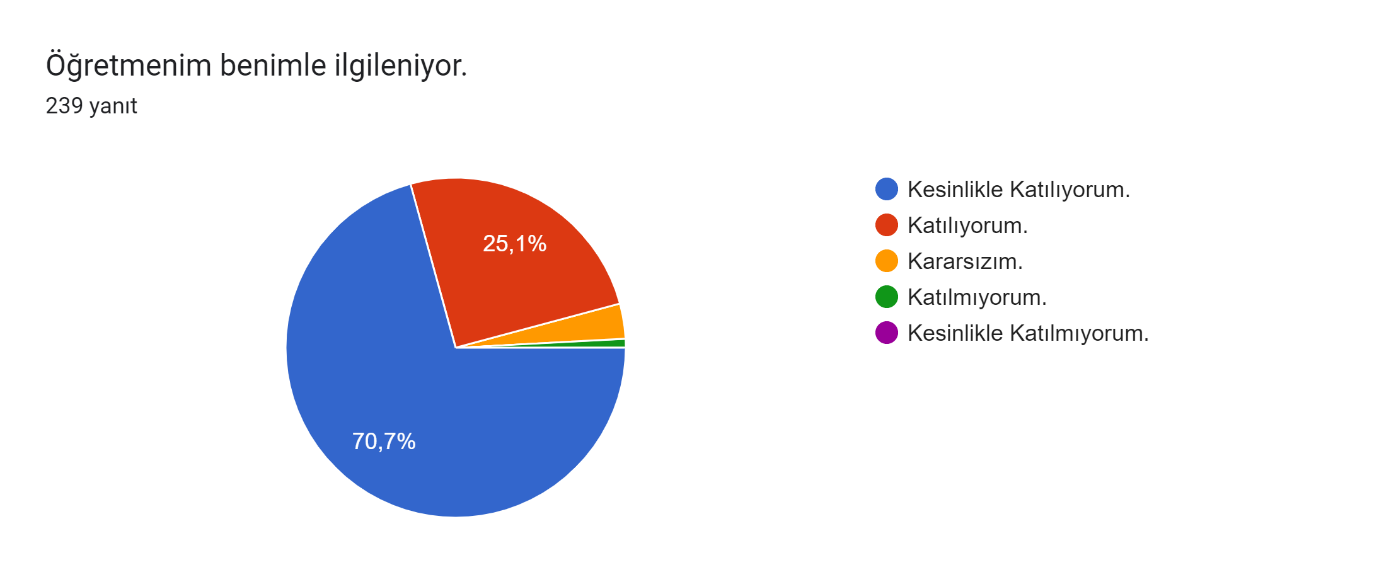 Öğretmenim benimle ilgileniyor.
239 yanıt
Kesinlikle Katılıyorum.
Katılıyorum.
Kararsızım.
Katılmıyorum.
Kesinlikle Katılmıyorum.
25,1%
70,7%